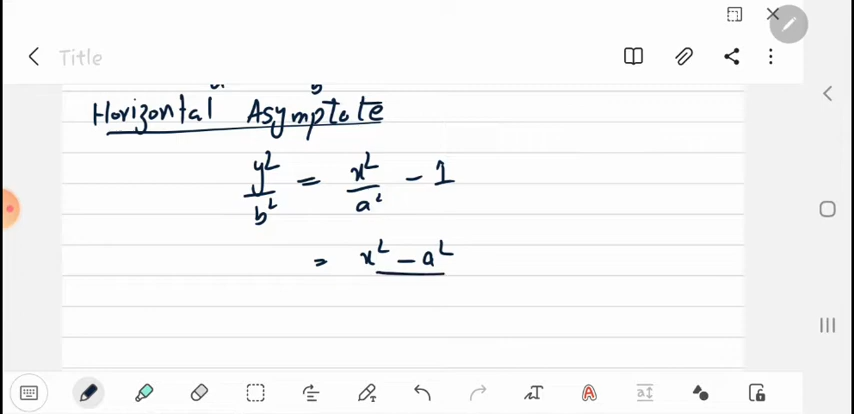 Title
Horizontal Asymptote
y²/b² = x²/a² - 1
= x² - a²